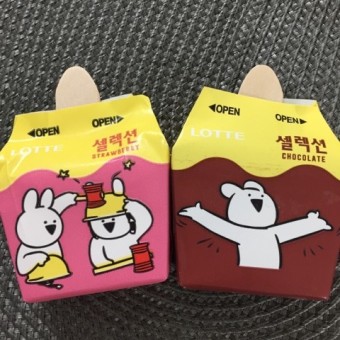 OPEN OPEN
LOTTE
셀렉션
STRAWBERRY
OPEN OPEN
LOTTE
셀렉션
CHOCOLATE